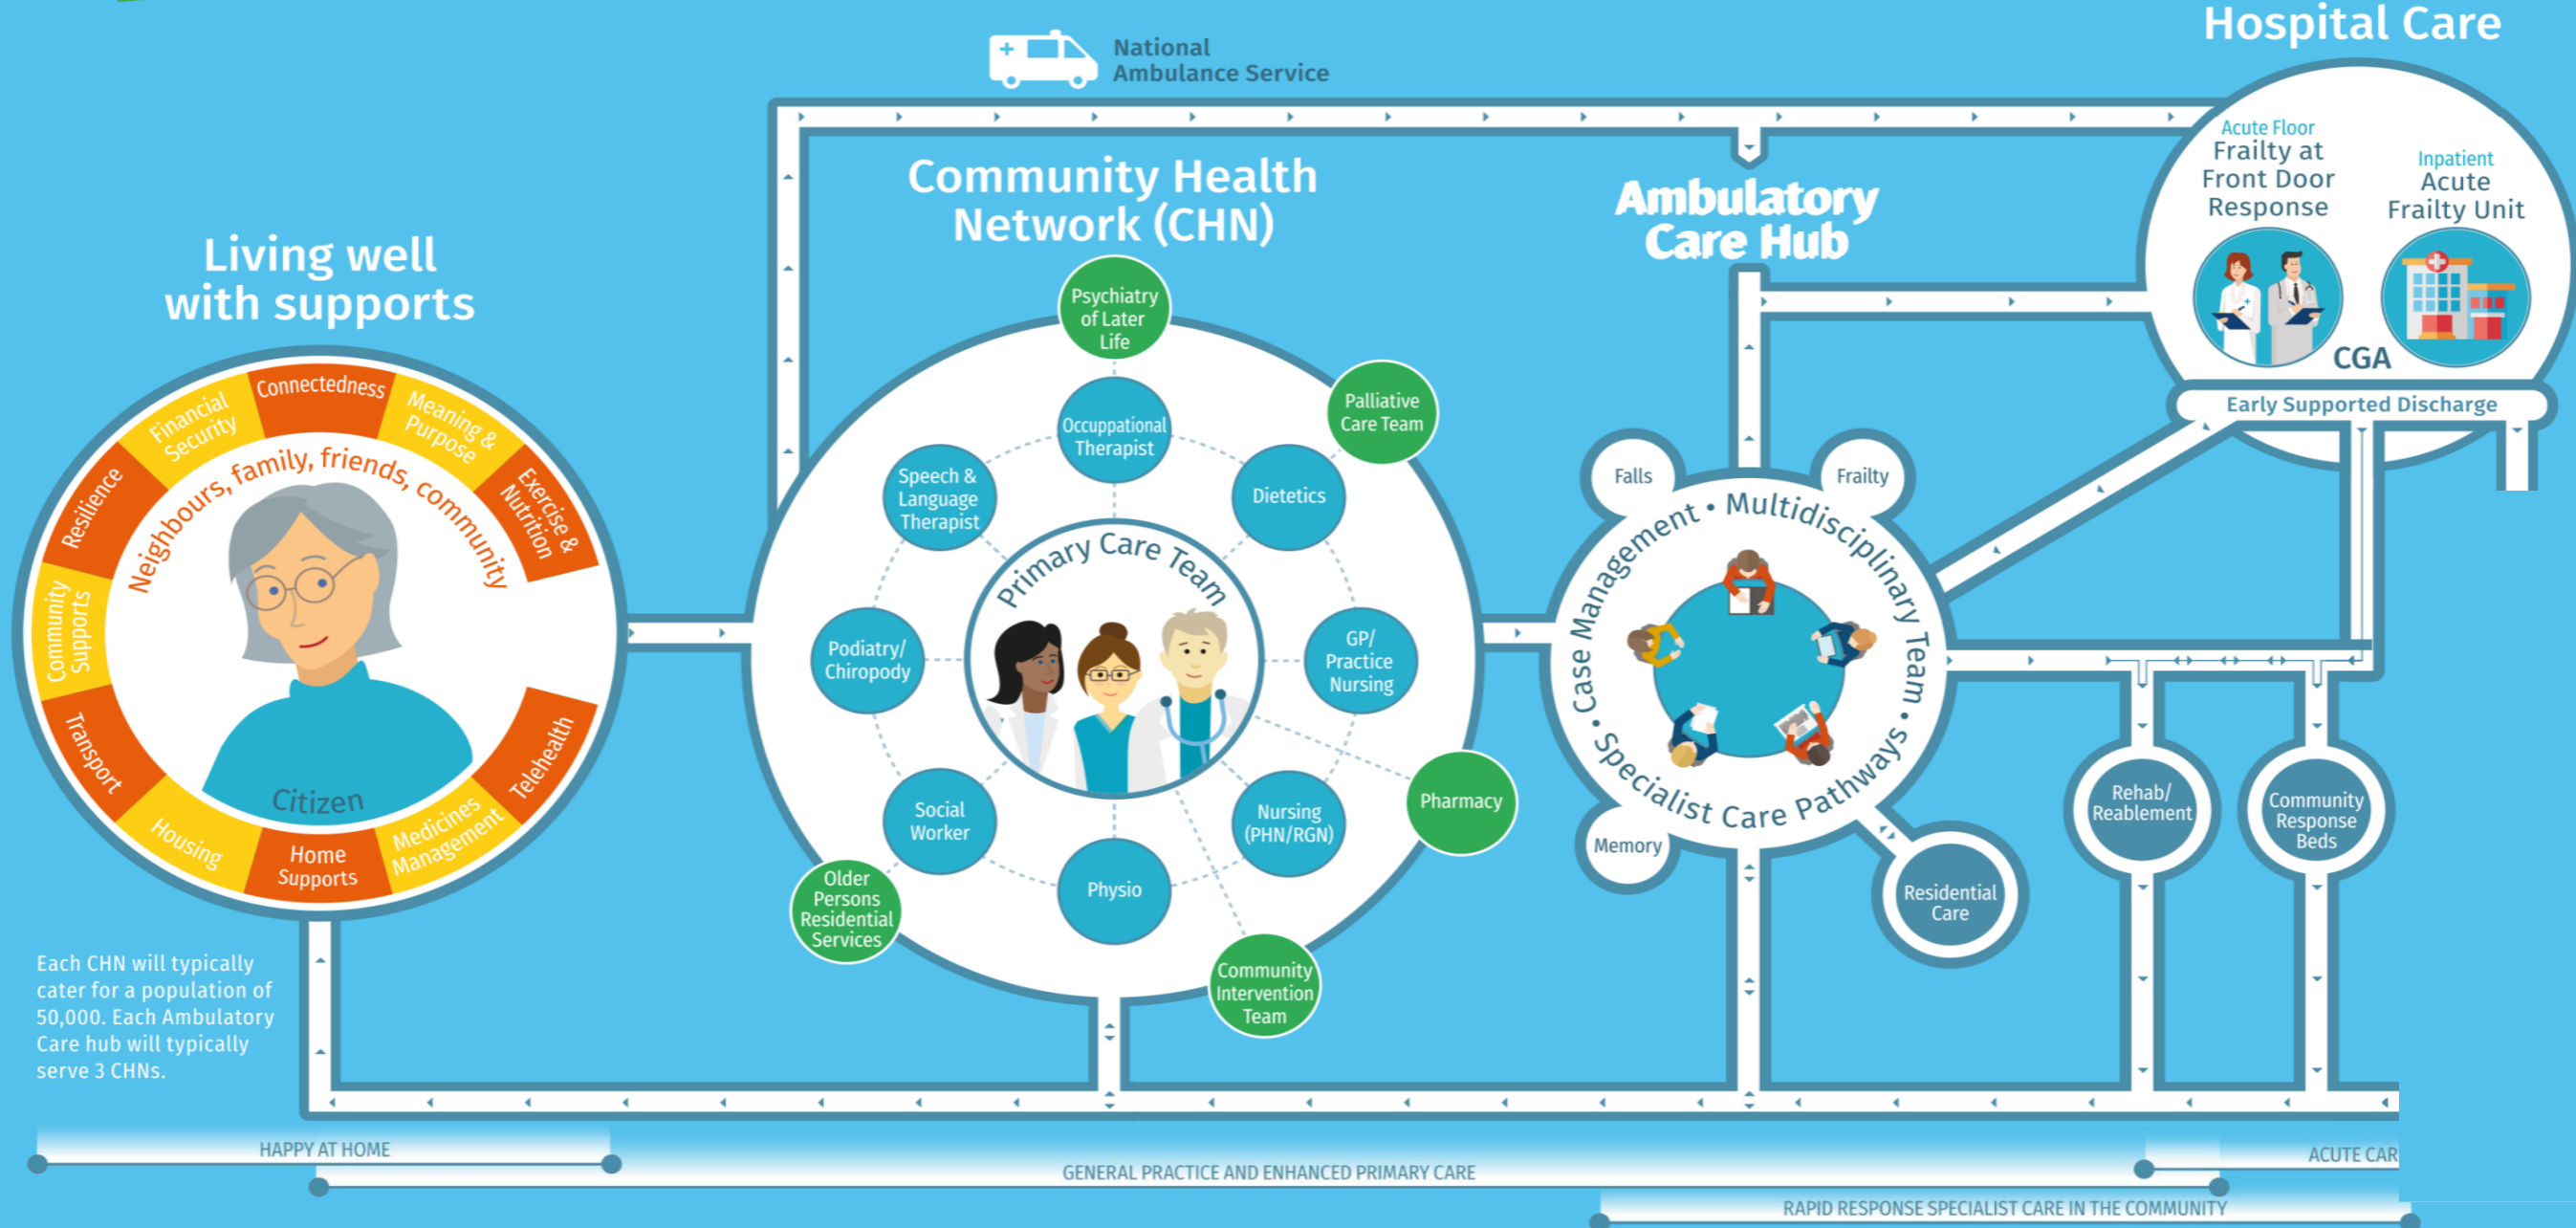 Hospital Care
National
Ambulance Service
Acute Floor
Frailty at
Front Door
Response
Inpatient
Acute
Frailty Unit
CGA
Early Supported Discharge
Living well
with supports
Connectedness
Meaning &
Purpose
Exercise &
Nutrition
Telehealth
Medicines
Management
Home
Supports
Housing
Transport
Community
Supports
Resilience
Financial
Security
Neighbours, family, friends, community
Citizen
Each CHN will typically
cater for a population of
50,000. Each Ambulatory
Care hub will typically
serve 3 CHNs.
Community Health
Network (CHN)
Psychiatry
of Later
Life
Palliative
Care Team
Pharmacy
Community
Intervention
Team
Older
Persons
Residential
Services
Occuppational
Therapist
Dietetics
GP/
Practice
Nursing
Nursing
(PHN/RGN)
Physio
Social
Worker
Podiatry/
Chiropody
Speech &
Language
Therapist
Primary Care Team
Ambulatory
Care Hub
Falls
Frailty
Memory
• Case Management • Multidisciplinary Team • Specialist Care Pathways
Residential
Care
Rehab/
Reablement
Community
Response
Beds
HAPPY AT HOME
GENERAL PRACTICE AND ENHANCED PRIMARY CARE
ACUTE CAR
RAPID RESPONSE SPECIALIST CARE IN THE COMMUNITY